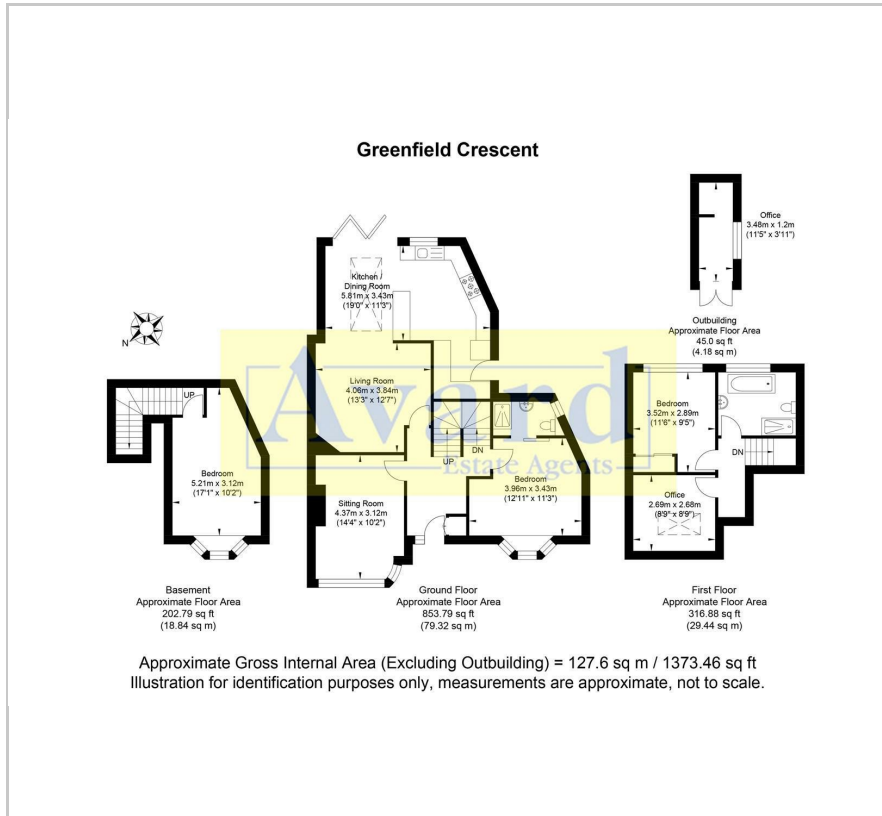 Greenfield Crescent
Office
3.48m x 1.2m
(11'5" x 3'11")
Outbuilding
Approximate Floor Area
45.0 sq ft
(4.18 sq m)
Kitchen /
Dining Room
5.81m x 3.43m
(19'0" x 11'3")
N
Living Room
4.06m x 3.84m
(13'3" x 12'7")
Avard
Estate Agents
UP
Bedroom
5.21m x 3.12m
(17'1" x 10'2")
UP
DN
Sitting Room
4.37m x 3.12m
(14'4" x 10'2")
Bedroom
3.96m x 3.43m
(12'11" x 11'3")
Bedroom
3.52m x 2.89m
(11'6" x 9'5")
DN
Office
2.69m x 2.68m
(8'9" x 8'9")
Basement
Approximate Floor Area
202.79 sq ft
(18.84 sq m)
Ground Floor
Approximate Floor Area
853.79 sq ft
(79.32 sq m)
First Floor
Approximate Floor Area
316.88 sq ft
(29.44 sq m)
Approximate Gross Internal Area (Excluding Outbuilding) = 127.6 sq m / 1373.46 sq ft
Illustration for identification purposes only, measurements are approximate, not to scale.